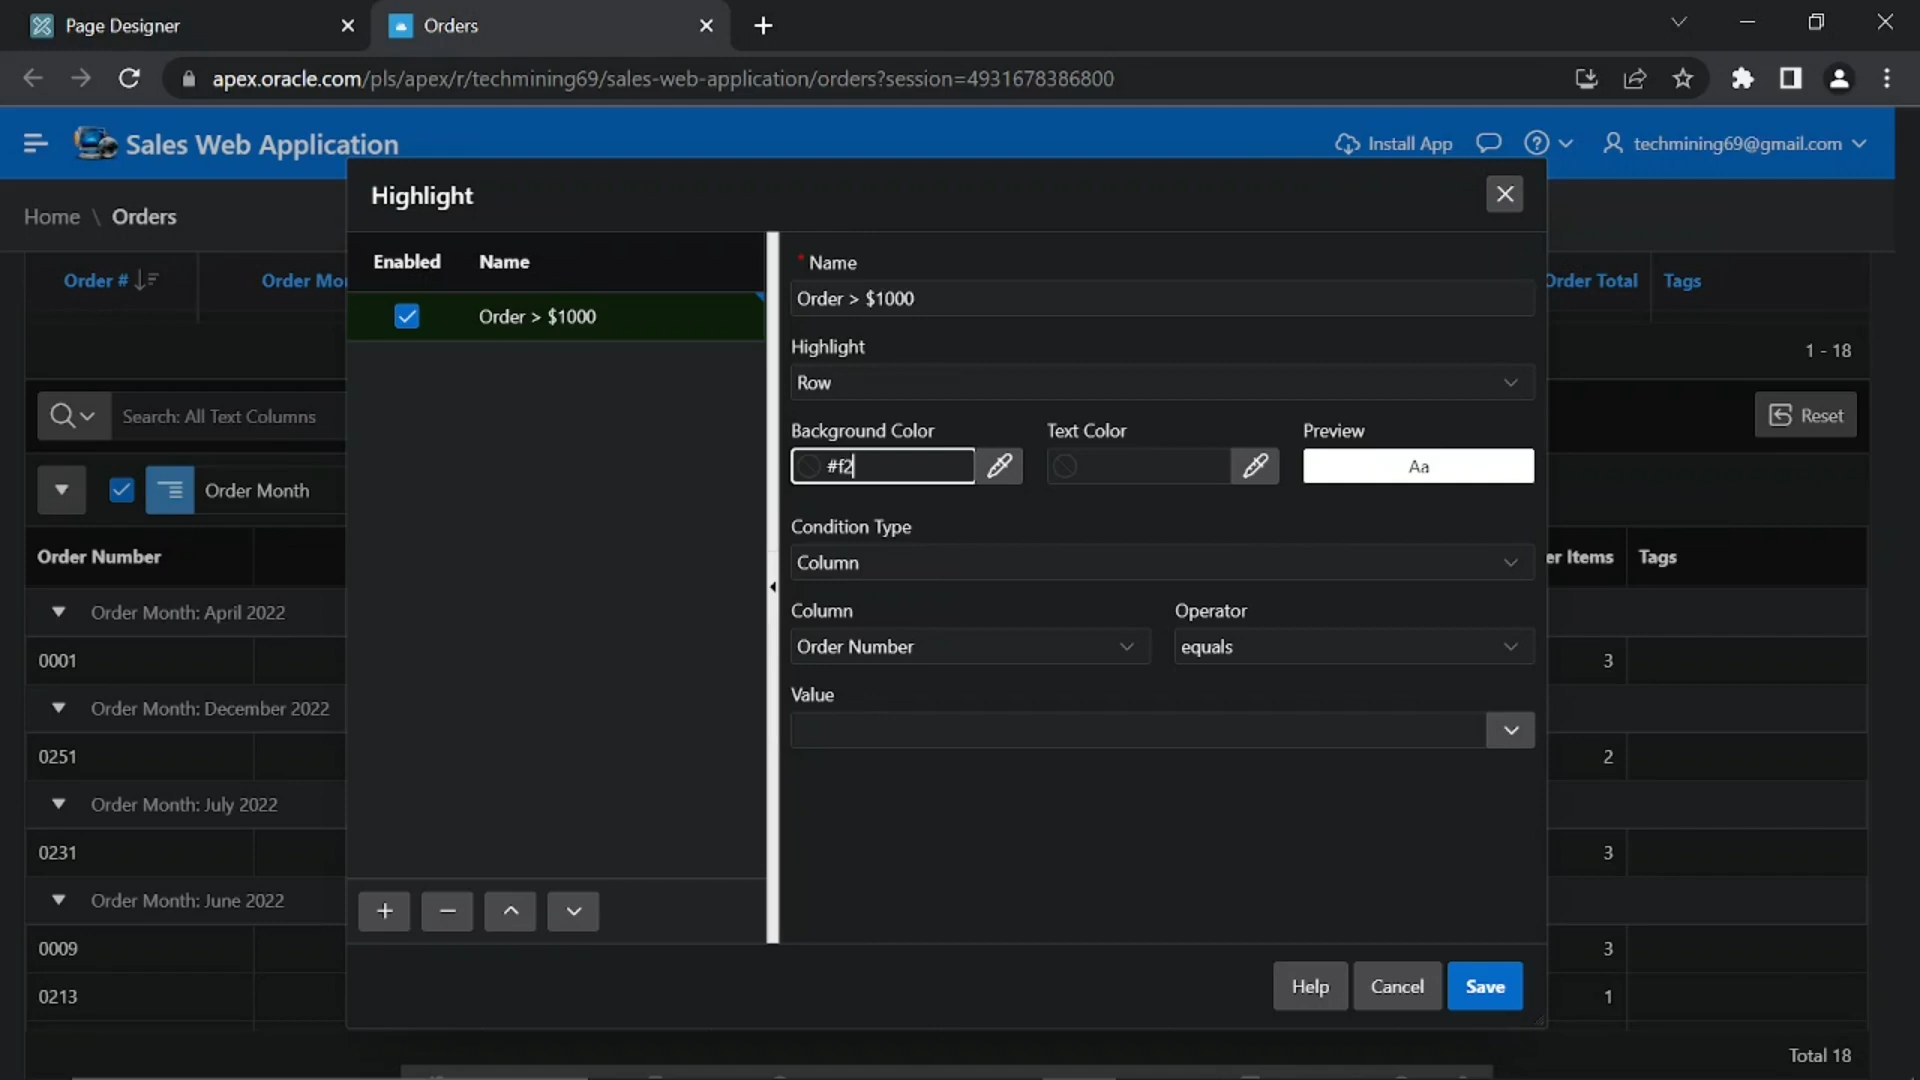 Page Designer
Orders
apex.oracle.com/pls/apex/r/techmining69/sales-web-application/orders?session=4931678386800
Sales Web Application
Install App
techmining69@gmail.com
Home \ Orders
Highlight
Order #
Order Mo
Order Total
Tags
1 - 18
Search: All Text Columns
Reset
Order Month
Order Number
er Items
Tags
Order Month: April 2022
0001
3
Order Month: December 2022
0251
2
Order Month: July 2022
0231
3
Order Month: June 2022
0009
3
0213
1
Total 18
Enabled
Name
Order > $1000
* Name
Order > $1000
Highlight
Row
Background Color
Text Color
Preview
#f2
Aa
Condition Type
Column
Column
Operator
Order Number
equals
Value
Help
Cancel
Save